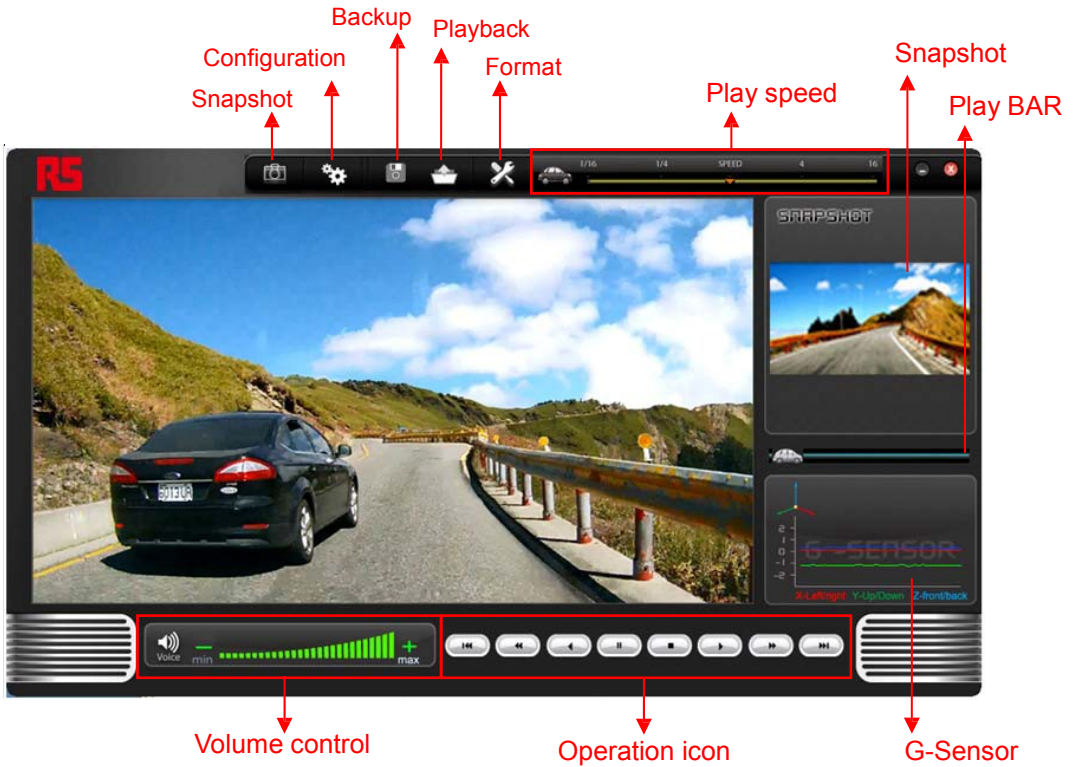 Backup
Playback
Configuration
Format
Snapshot
Play speed
Snapshot
Play BAR
RS
1/16 1/4 SPEED 4 16
SNAPSHOT
2
1
0
-1
-2
G-SENSOR
X-Left/right Y-Up/Down Z-front/back
Voice min max
Volume control
Operation icon
G-Sensor